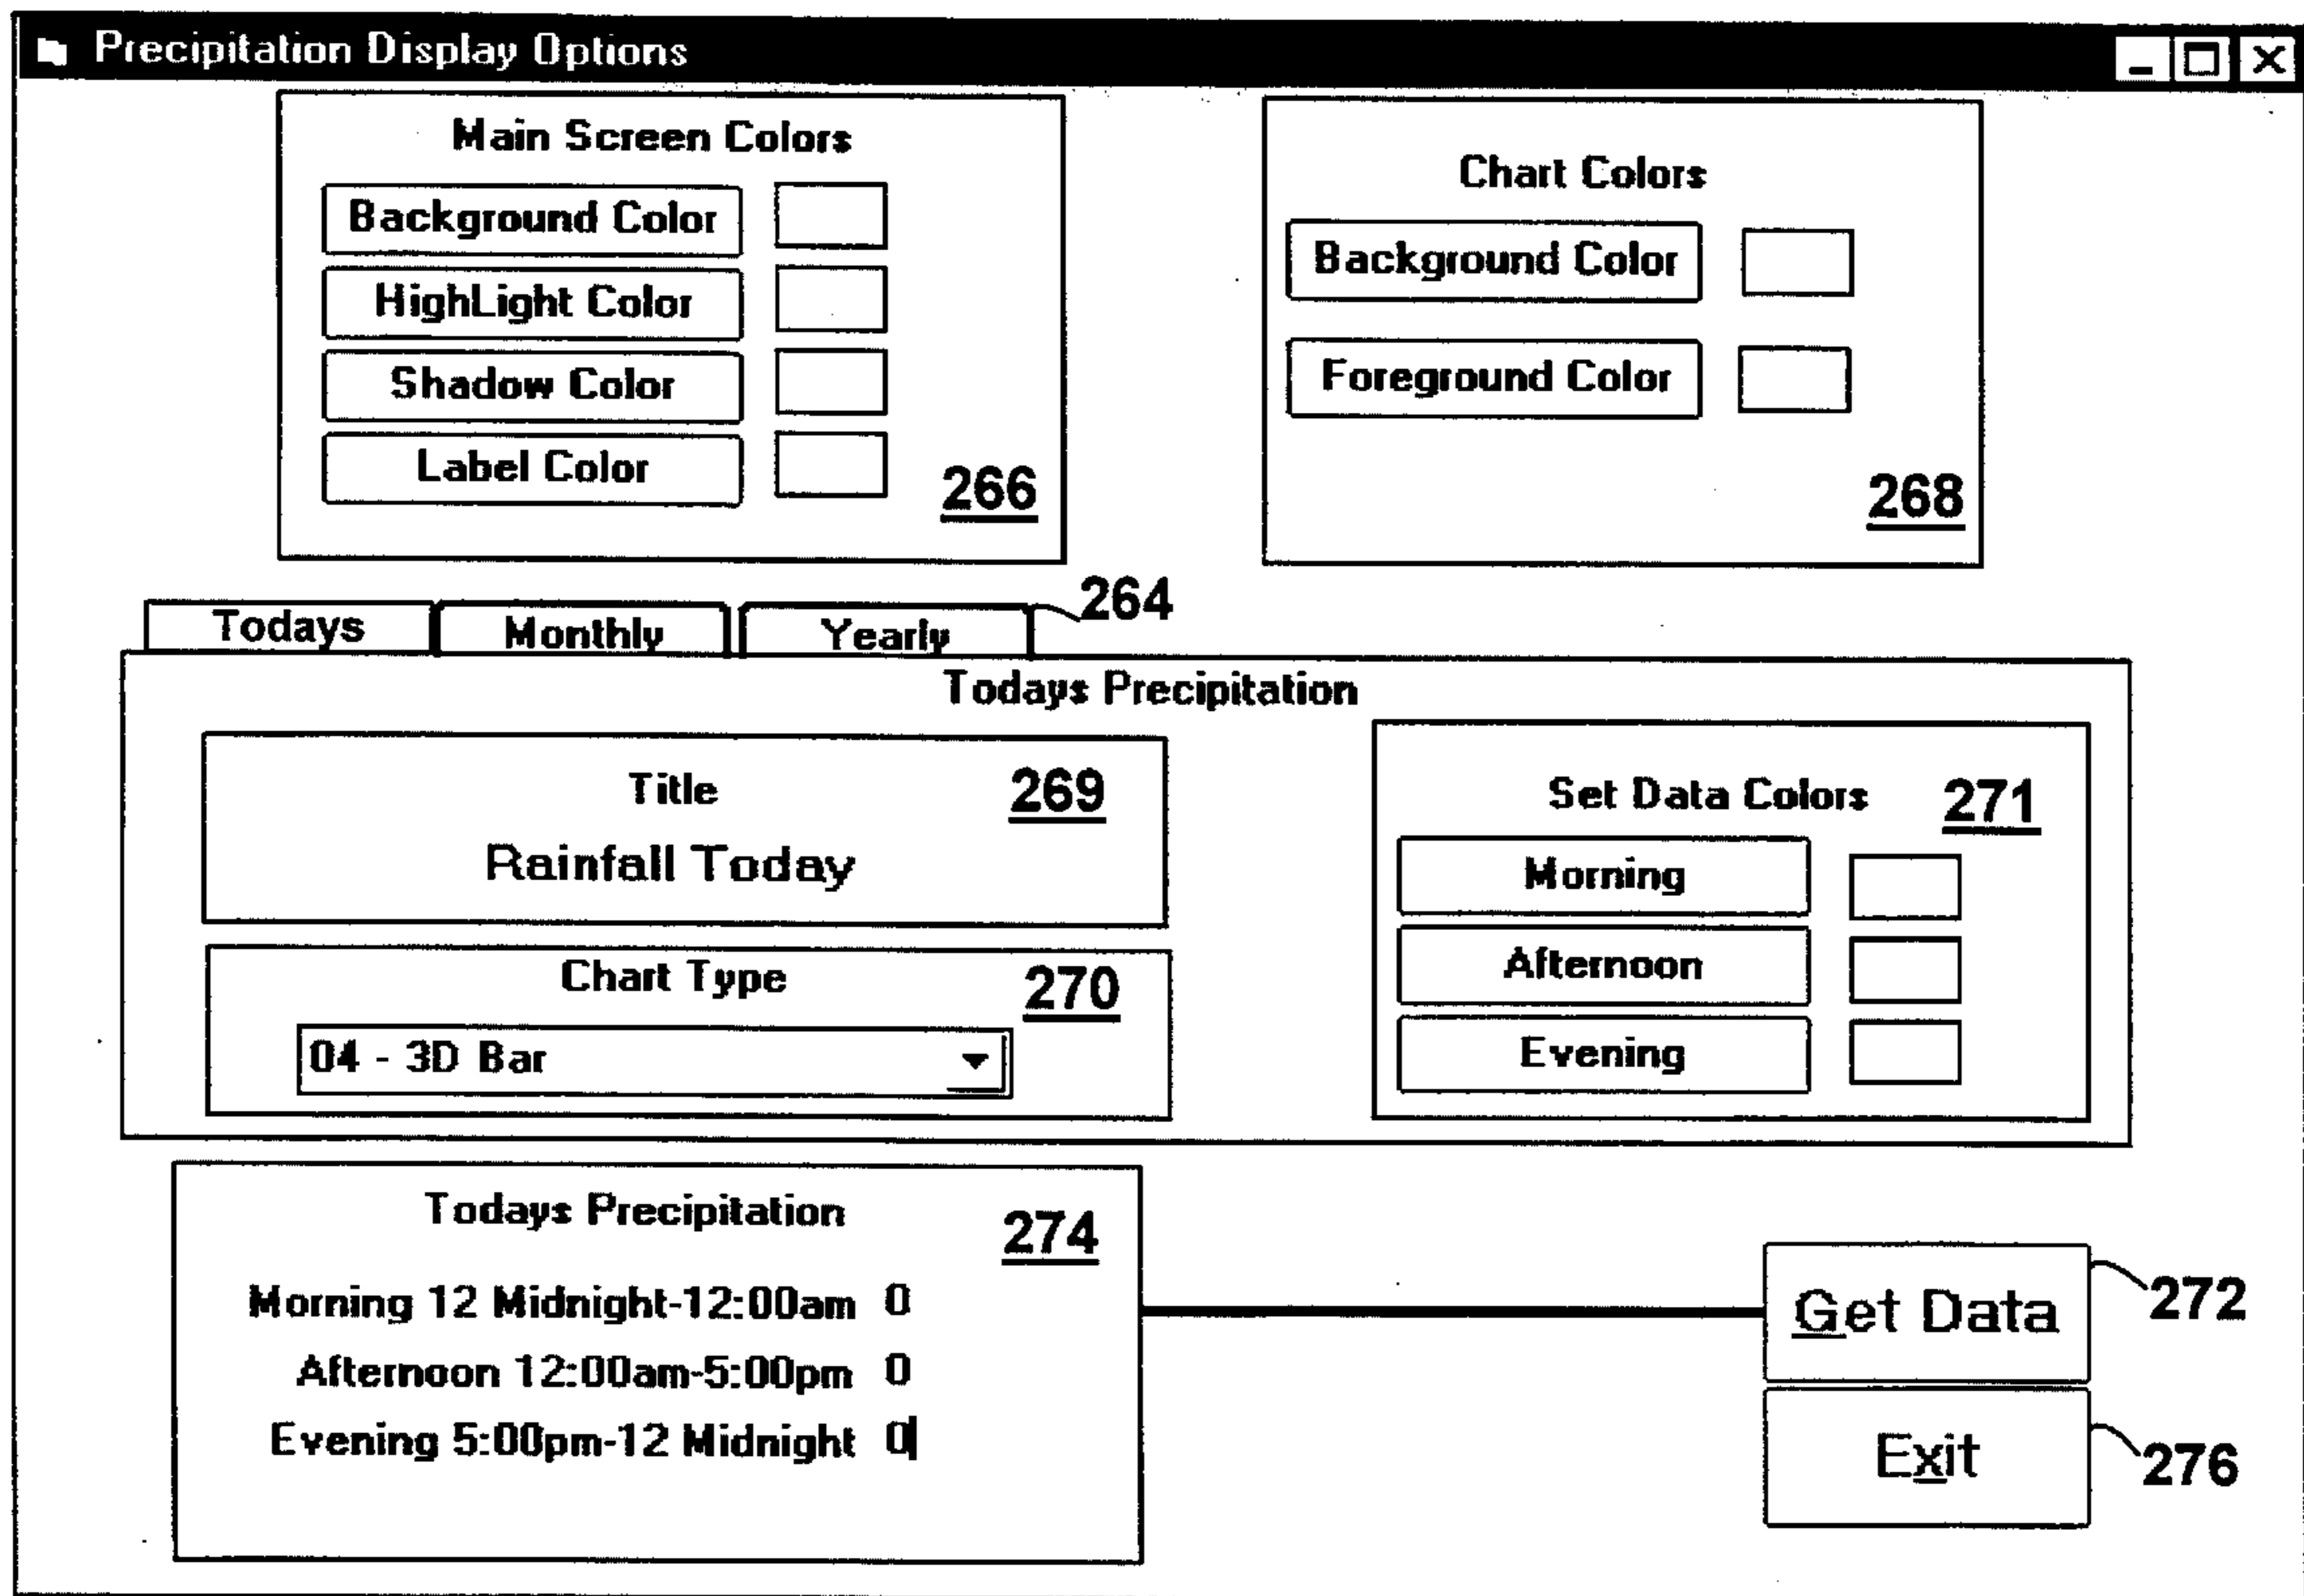 Precipitation Display Options
Main Screen Colors
Background Color
HighLight Color
Shadow Color
Label Color
266
Chart Colors
Background Color
Foreground Color
268
Todays Monthly Yearly 264
Todays Precipitation
Title 269
Rainfall Today
Chart Type 270
04 - 3D Bar
Set Data Colors 271
Morning
Afternoon
Evening
Todays Precipitation 274
Morning 12 Midnight-12:00am 0
Afternoon 12:00am-5:00pm 0
Evening 5:00pm-12 Midnight 0
Get Data 272
Exit 276